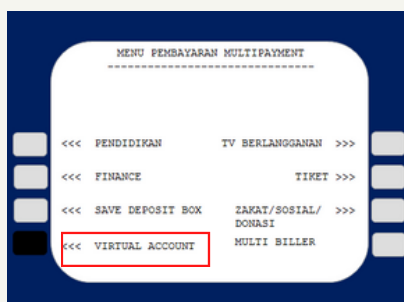 MENU PEMBAYARAN MULTIPAYMENT
-------------------------------
<<< PENDIDIKAN TV BERLANGGANAN >>>
<<< FINANCE TIKET >>>
<<< SAVE DEPOSIT BOX ZAKAT/SOSIAL/ >>>
DONASI
<<< VIRTUAL ACCOUNT MULTI BILLER